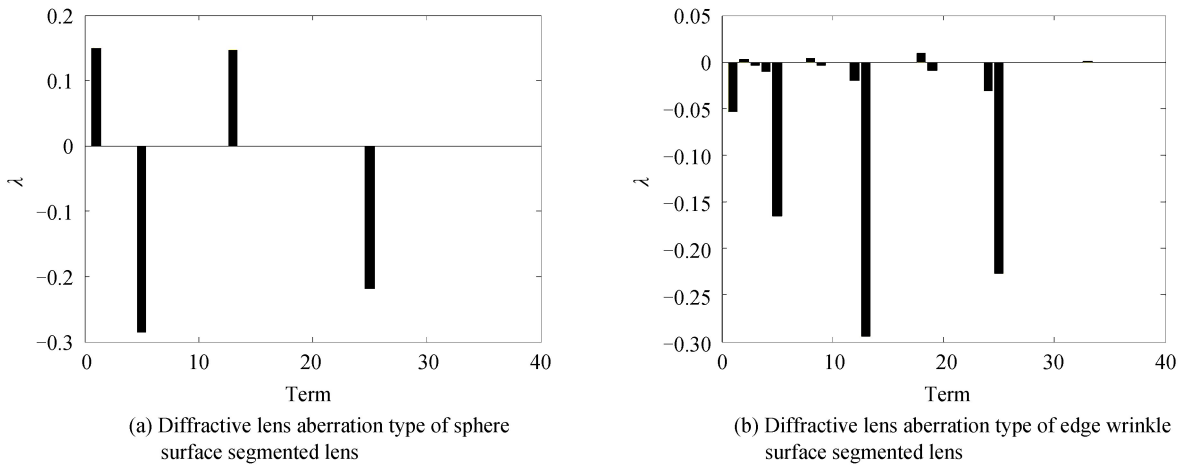 0.2
0.1
0
−0.1
−0.2
−0.3
λ
0 10 20 30 40
Term
(a) Diffractive lens aberration type of sphere
surface segmented lens
0.05
0
−0.05
−0.10
−0.15
−0.20
−0.25
−0.30
λ
0 10 20 30 40
Term
(b) Diffractive lens aberration type of edge wrinkle
surface segmented lens